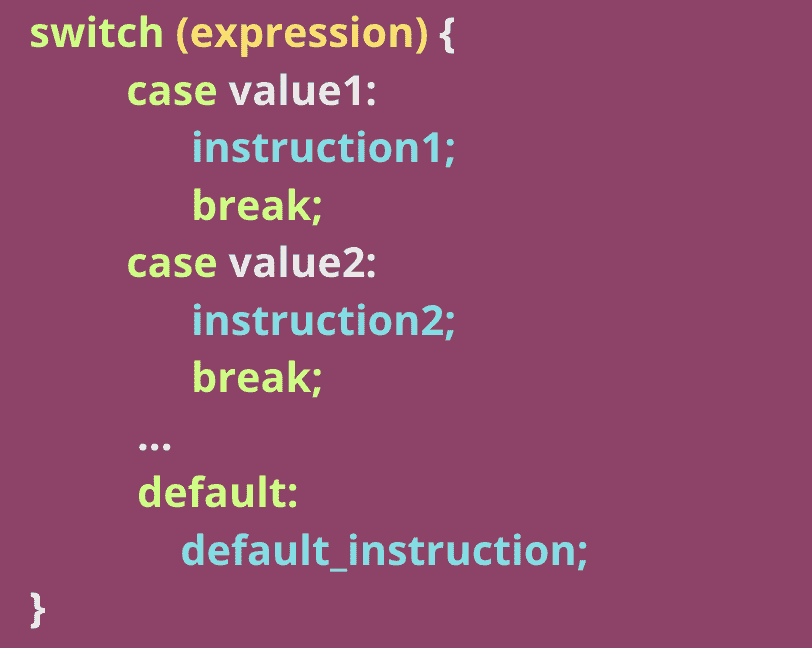 switch (expression) {
case value1:
instruction1;
break;
case value2:
instruction2;
break;
...
default:
default_instruction;
}